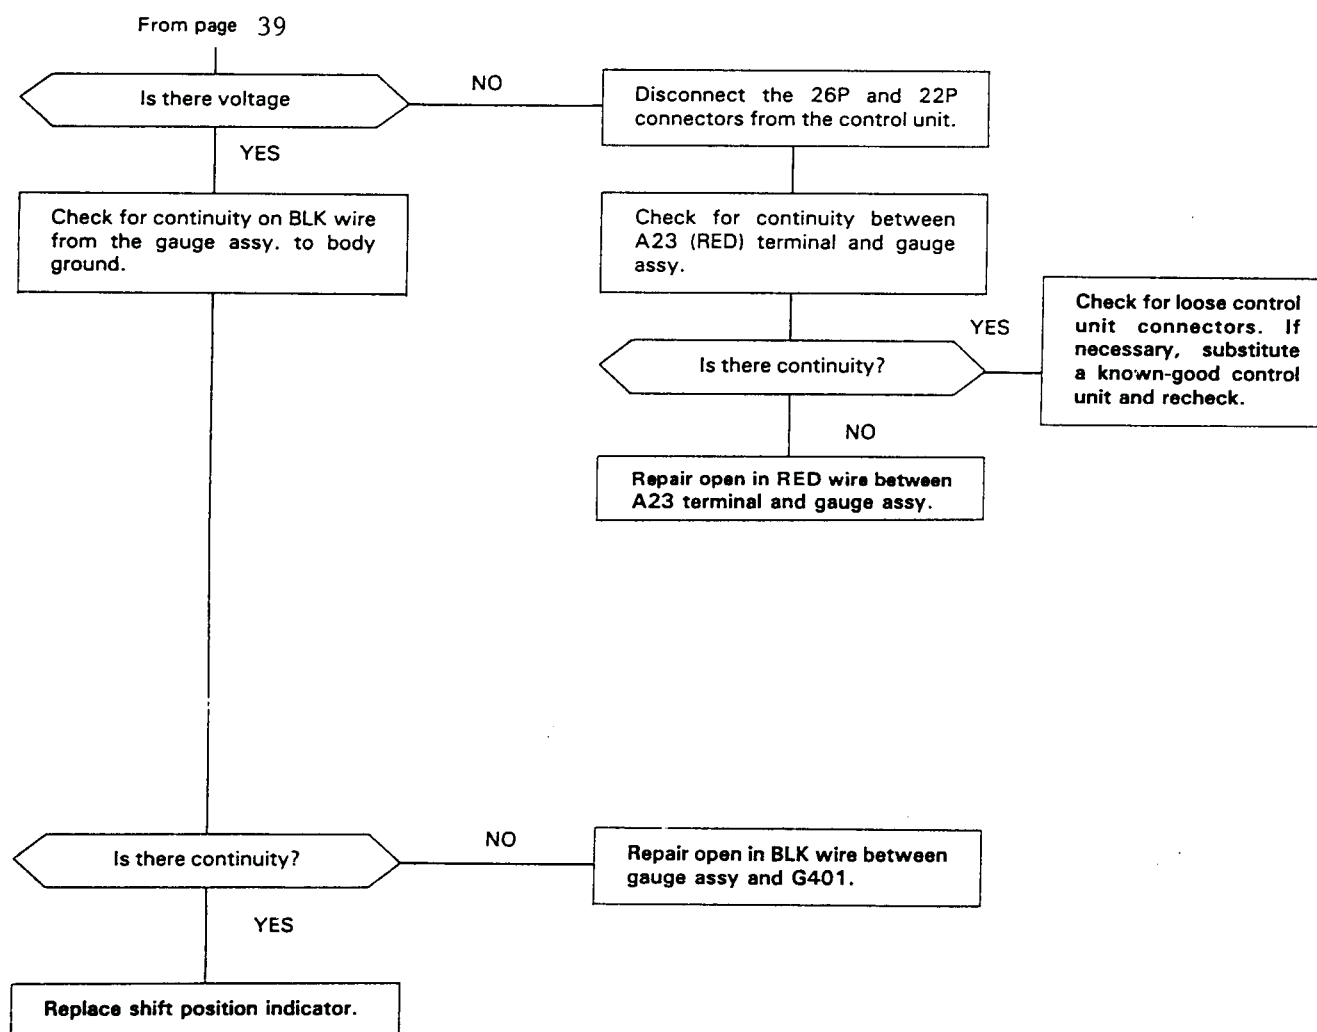 From page 39
Is there voltage
NO
Disconnect the 26P and 22P
connectors from the control unit.
YES
Check for continuity on BLK wire
from the gauge assy. to body
ground.
Check for continuity between
A23 (RED) terminal and gauge
assy.
Is there continuity?
YES
Check for loose control
unit connectors. If
necessary, substitute
a known-good control
unit and recheck.
NO
Repair open in RED wire between
A23 terminal and gauge assy.
Is there continuity?
NO
Repair open in BLK wire between
gauge assy and G401.
YES
Replace shift position indicator.